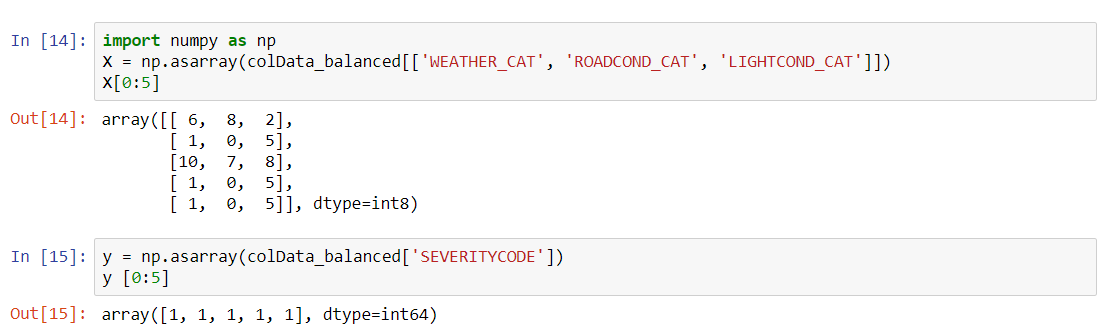 In [14]: import numpy as np
X = np.asarray(colData_balanced[['WEATHER_CAT', 'ROADCOND_CAT', 'LIGHTCOND_CAT']])
X[0:5]
Out[14]: array([[ 6,  8,  2],
       [ 1,  0,  5],
       [10,  7,  8],
       [ 1,  0,  5],
       [ 1,  0,  5]], dtype=int8)
In [15]: y = np.asarray(colData_balanced['SEVERITYCODE'])
y [0:5]
Out[15]: array([1, 1, 1, 1, 1], dtype=int64)